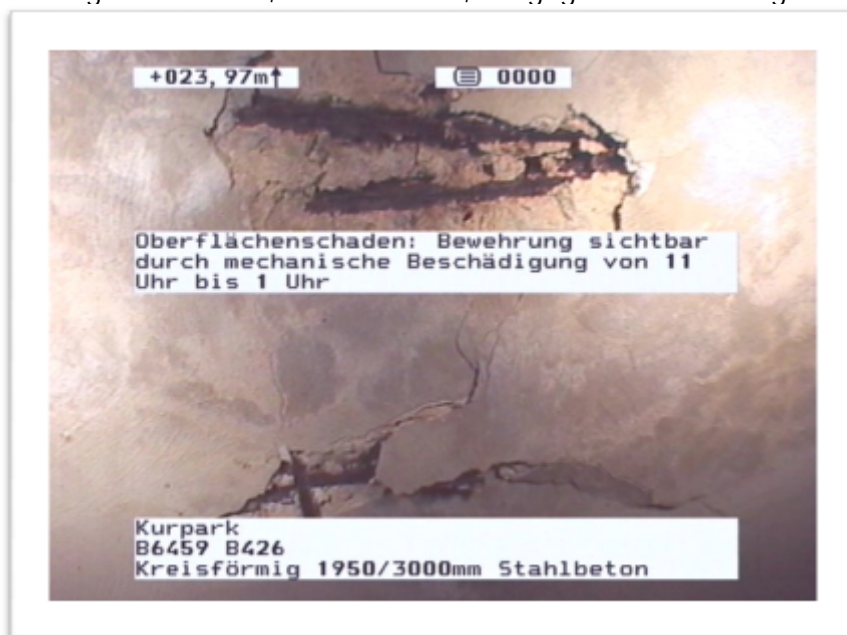 +023,97m↑
0000
Oberflächenschaden: Bewehrung sichtbar
durch mechanische Beschädigung von 11
Uhr bis 1 Uhr
Kurpark
B6459 B426
Kreisförmig 1950/3000mm Stahlbeton